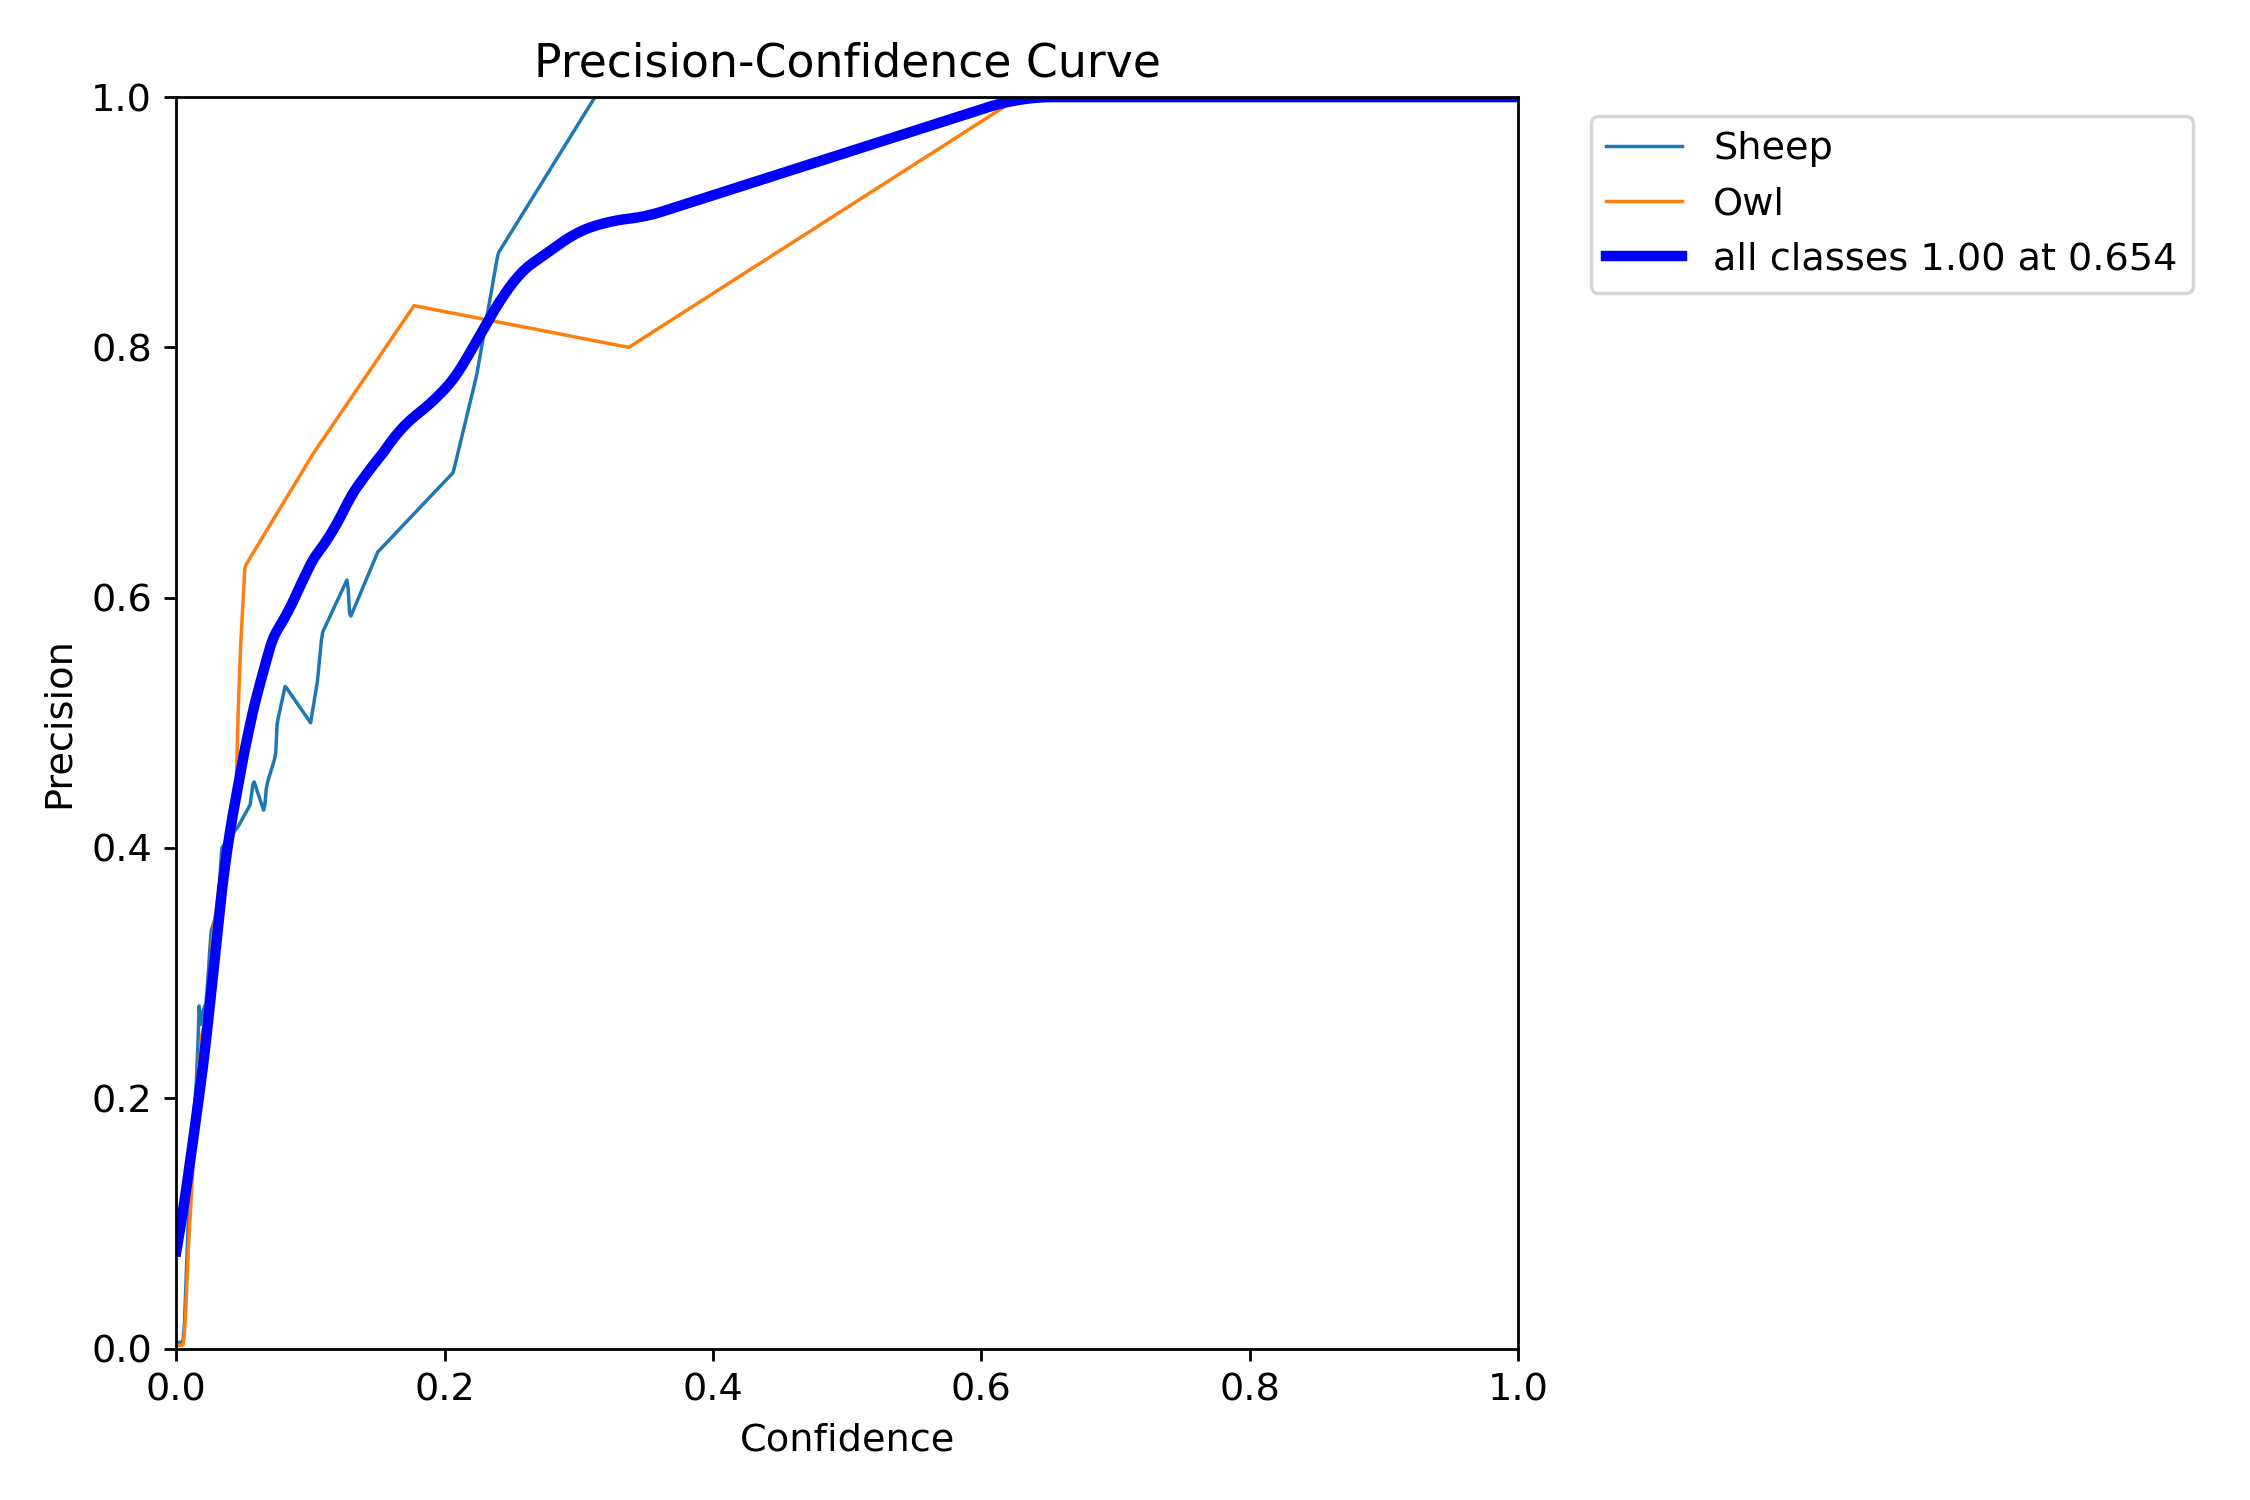 Precision-Confidence Curve
1.0
0.8
0.6
0.4
0.2
0.0
Precision
0.0 0.2 0.4 0.6 0.8 1.0
Confidence
Sheep
Owl
all classes 1.00 at 0.654